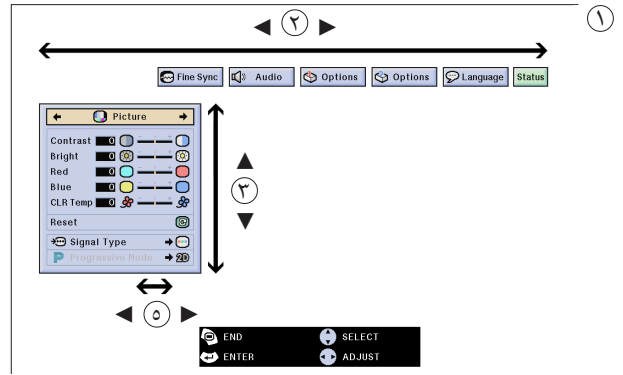 ١
◀ ٢ ▶
Fine Sync Audio Options Options Language Status
← Picture →
Contrast 0
Bright 0
Red 0
Blue 0
CLR Temp 0
Reset
Signal Type →
P Progressive Mode → 2D
▲
٣
▼
◀ ٥ ▶
END SELECT
ENTER ADJUST